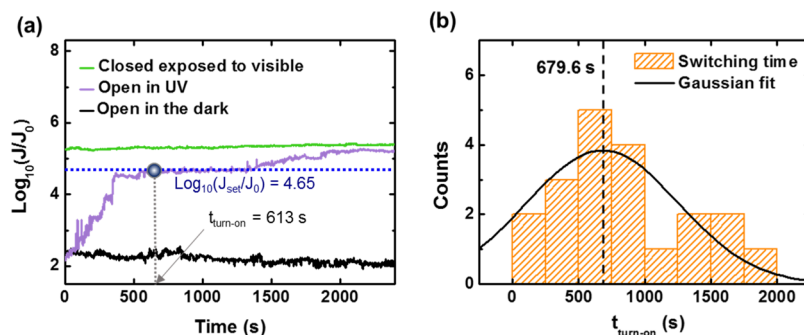 (a)
8
6
4
2
Log10(J/J0)
Closed exposed to visible
Open in UV
Open in the dark
Log10(Jset/J0) = 4.65
tturn-on = 613 s
0
500
1000
1500
2000
Time (s)
(b)
8
6
4
2
0
Counts
679.6 s
Switching time
Gaussian fit
0
500
1000
1500
2000
tturn-on (s)